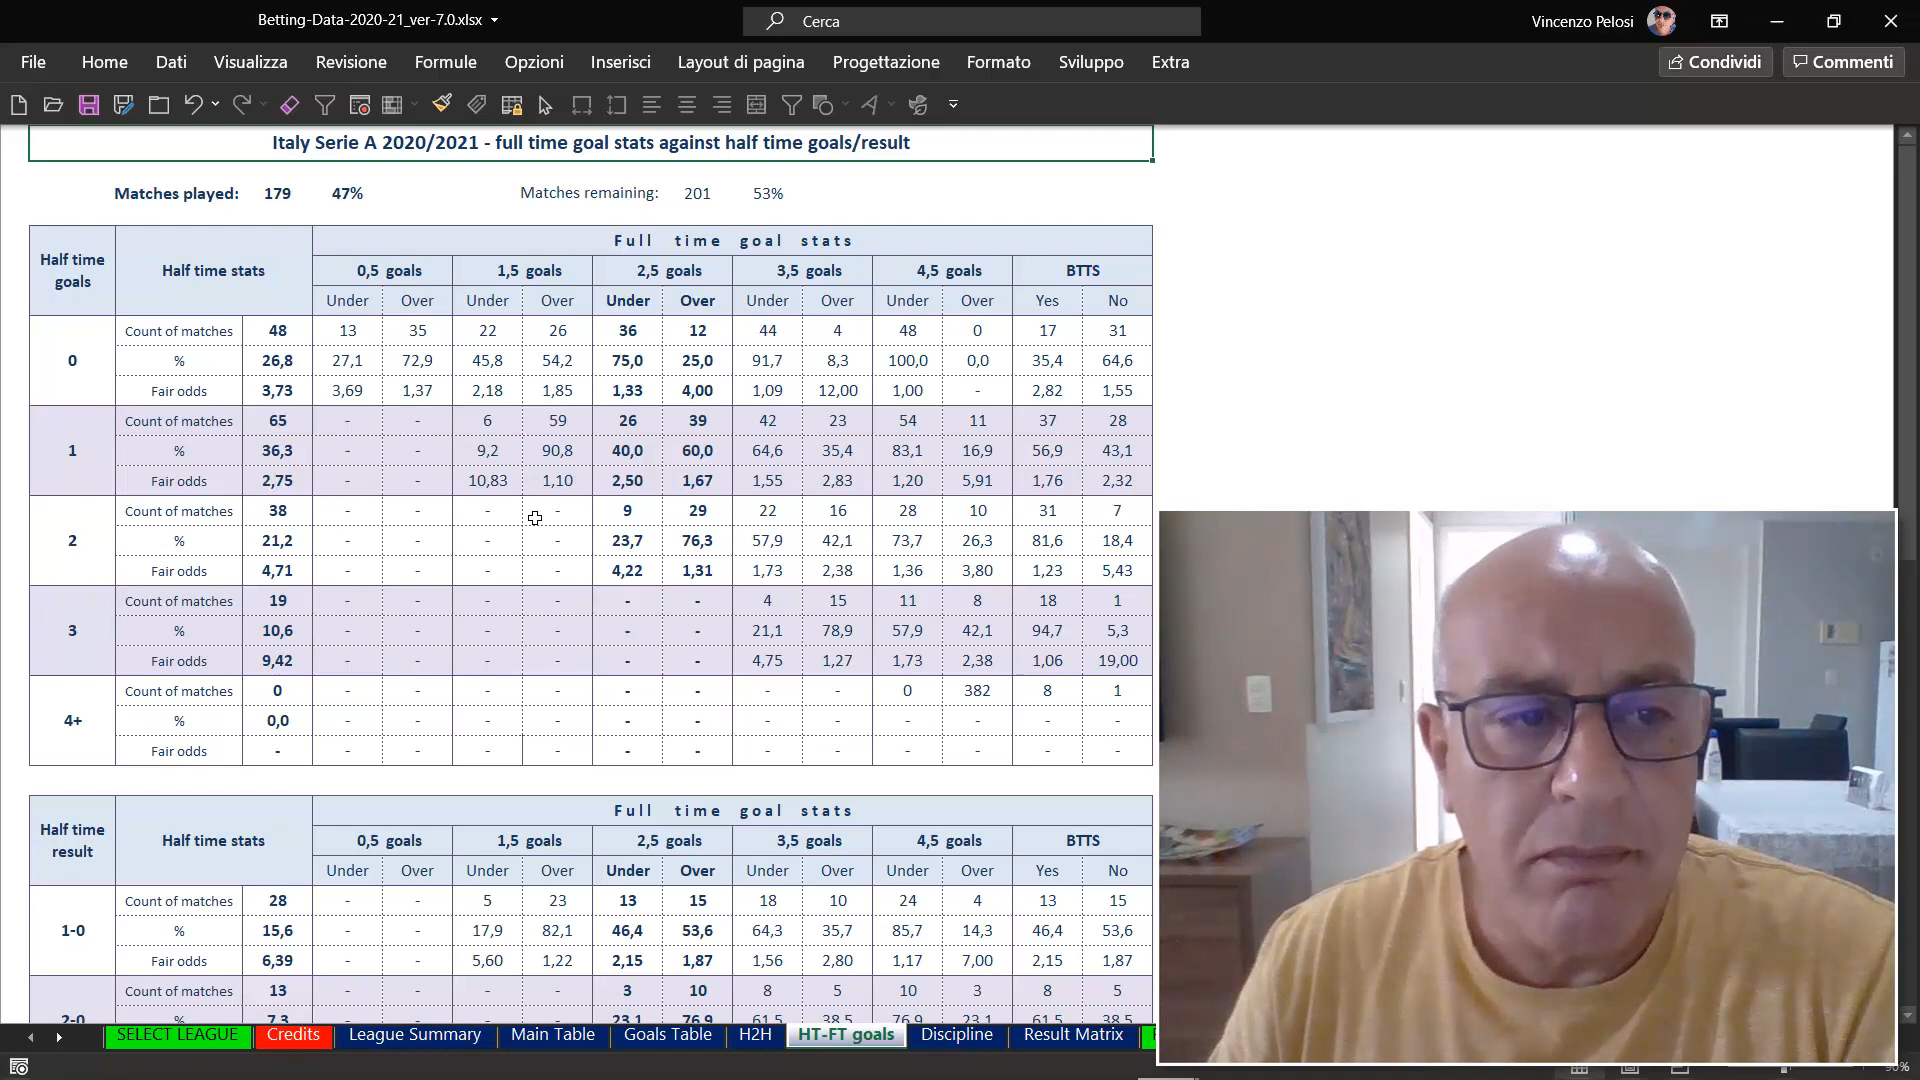 Betting-Data-2020-21_ver-7.0.xlsx
Cerca
Vincenzo Pelosi
File Home Dati Visualizza Revisione Formule Opzioni Inserisci Layout di pagina Progettazione Formato Sviluppo Extra
Condividi Commenti
Italy Serie A 2020/2021 - full time goal stats against half time goals/result
Matches played: 179 47% Matches remaining: 201 53%
Half time goals Half time stats Full time goal stats
0,5 goals 1,5 goals 2,5 goals 3,5 goals 4,5 goals BTTS
Under Over Under Over Under Over Under Over Under Over Yes No
0 Count of matches 48 13 35 22 26 36 12 44 4 48 0 17 31
% 26,8 27,1 72,9 45,8 54,2 75,0 25,0 91,7 8,3 100,0 0,0 35,4 64,6
Fair odds 3,73 3,69 1,37 2,18 1,85 1,33 4,00 1,09 12,00 1,00 - 2,82 1,55
1 Count of matches 65 - - 6 59 26 39 42 23 54 11 37 28
% 36,3 - - 9,2 90,8 40,0 60,0 64,6 35,4 83,1 16,9 56,9 43,1
Fair odds 2,75 - - 10,83 1,10 2,50 1,67 1,55 2,83 1,20 5,91 1,76 2,32
2 Count of matches 38 - - - - 9 29 22 16 28 10 31 7
% 21,2 - - - - 23,7 76,3 57,9 42,1 73,7 26,3 81,6 18,4
Fair odds 4,71 - - - - 4,22 1,31 1,73 2,38 1,36 3,80 1,23 5,43
3 Count of matches 19 - - - - - - 4 15 11 8 18 1
% 10,6 - - - - - - 21,1 78,9 57,9 42,1 94,7 5,3
Fair odds 9,42 - - - - - - 4,75 1,27 1,73 2,38 1,06 19,00
4+ Count of matches 0 - - - - - - - - 0 382 8 1
% 0,0 - - - - - - - - - - - -
Fair odds - - - - - - - - - - - - -
Half time result Half time stats Full time goal stats
0,5 goals 1,5 goals 2,5 goals 3,5 goals 4,5 goals BTTS
Under Over Under Over Under Over Under Over Under Over Yes No
1-0 Count of matches 28 - - 5 23 13 15 18 10 24 4 13 15
% 15,6 - - 17,9 82,1 46,4 53,6 64,3 35,7 85,7 14,3 46,4 53,6
Fair odds 6,39 - - 5,60 1,22 2,15 1,87 1,56 2,80 1,17 7,00 2,15 1,87
2-0 Count of matches 13 - - - - 3 10 8 5 10 3 8 5
% 7,3 - - - - 23,1 76,9 61,5 38,5 76,9 23,1 61,5 38,5
SELECT LEAGUE Credits League Summary Main Table Goals Table H2H HT-FT goals Discipline Result Matrix